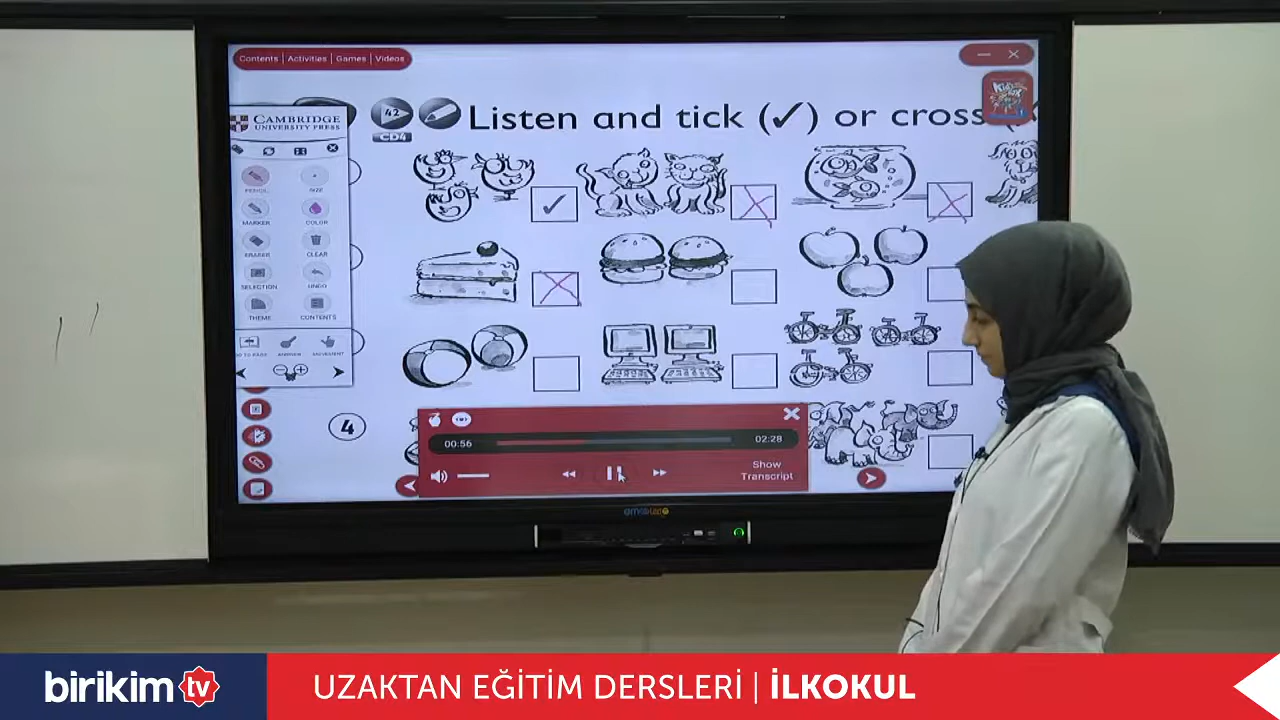 Contents | Activities | Games | Videos
42
CD4
Listen and tick (✓) or cross
CAMBRIDGE
UNIVERSITY PRESS
PENCIL
SIZE
MARKER
COLOR
ERASER
CLEAR
SELECTION
UNDO
THEME
CONTENTS
ANSWER
MOVEMENT
4
00:56
02:28
Show
Transcript
birikim tv
UZAKTAN EĞİTİM DERSLERİ | İLKOKUL